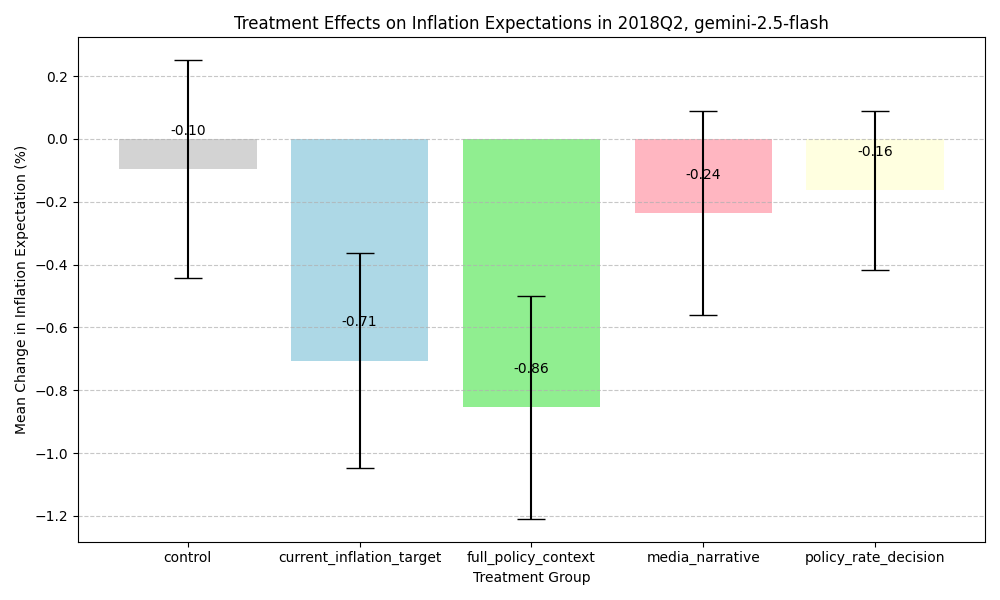 Treatment Effects on Inflation Expectations in 2018Q2, gemini-2.5-flash
Mean Change in Inflation Expectation (%)
0.2
0.0
−0.2
−0.4
−0.6
−0.8
−1.0
−1.2
-0.10
-0.71
-0.86
-0.24
-0.16
control
current_inflation_target
full_policy_context
media_narrative
policy_rate_decision
Treatment Group